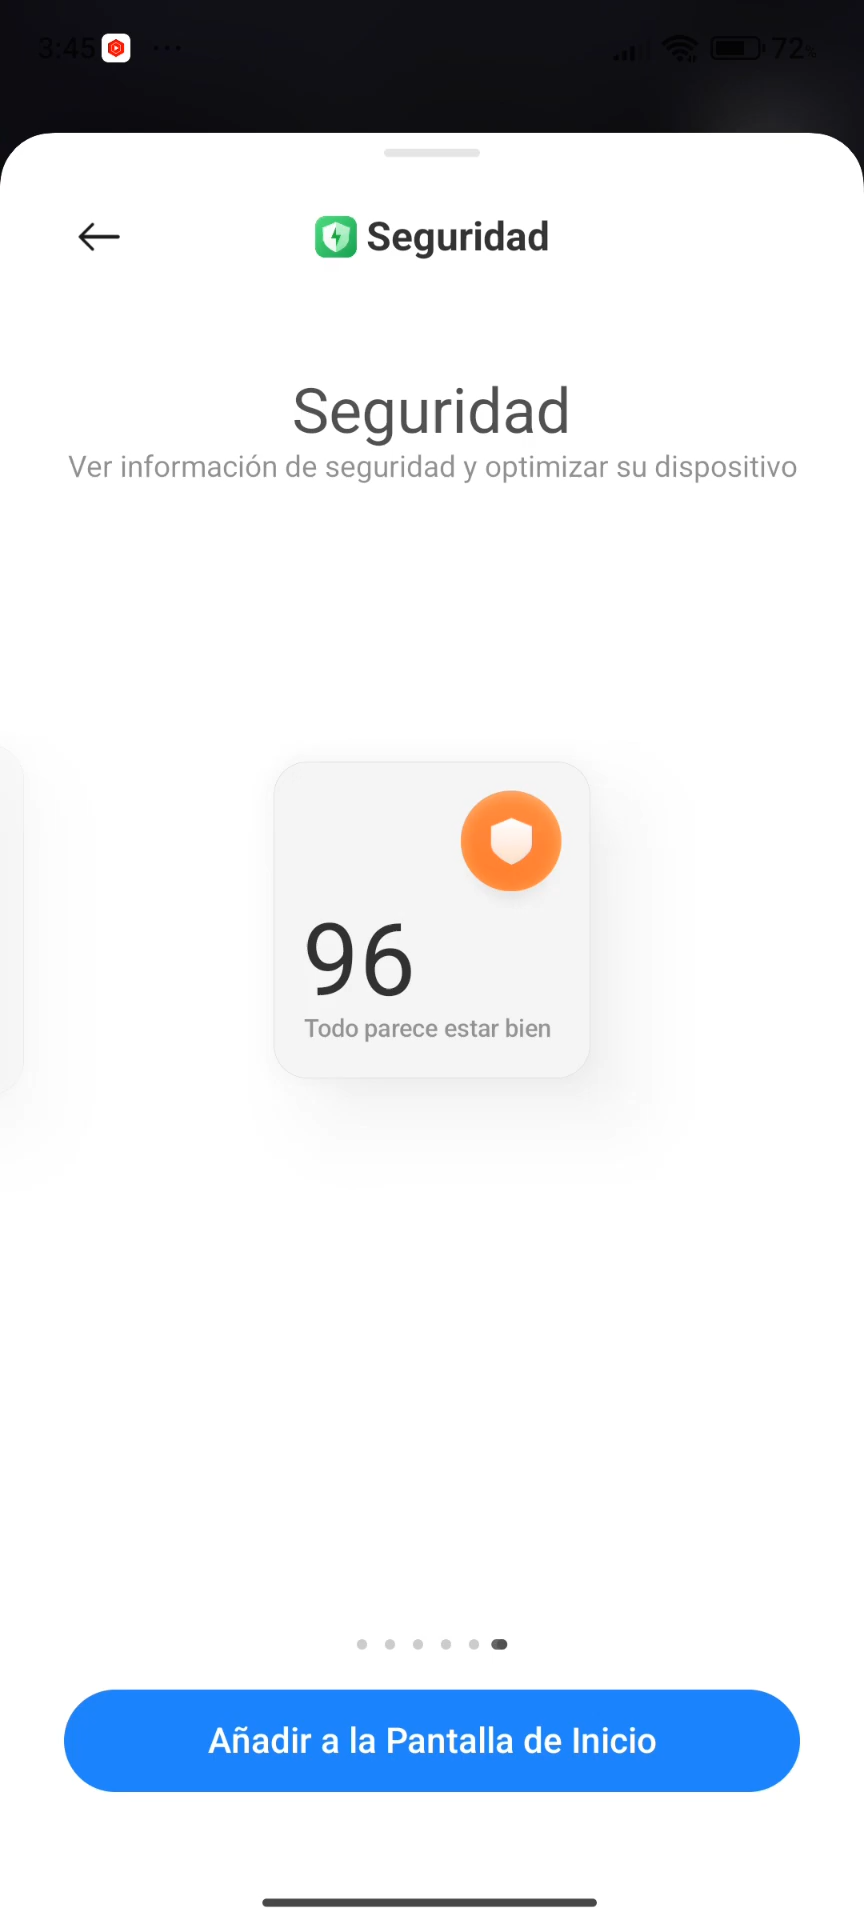 3:45 ... 72%
Seguridad
Seguridad
Ver información de seguridad y optimizar su dispositivo
96
Todo parece estar bien
Añadir a la Pantalla de Inicio